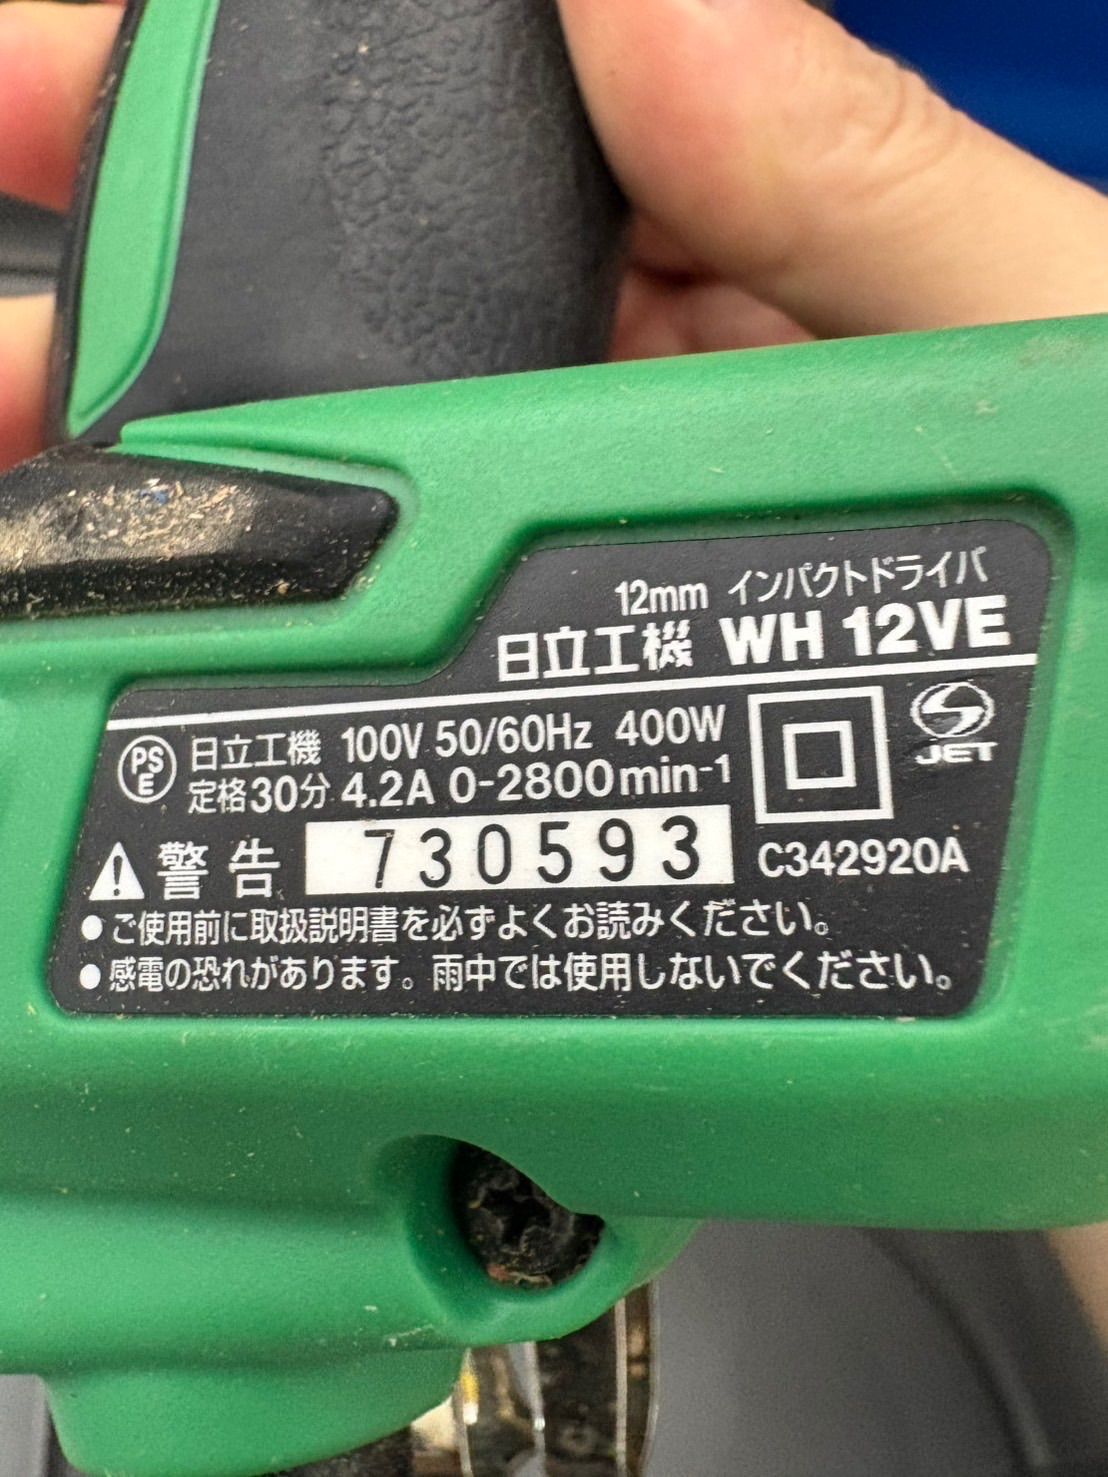 12mm インパクトドライバ
日立工機 WH 12VE
PS
E
日立工機 100V 50/60Hz 400W
定格30分 4.2A 0-2800min-1
JET
警告 730593
C342920A
●ご使用前に取扱説明書を必ずよくお読みください。
●感電の恐れがあります。雨中では使用しないでください。